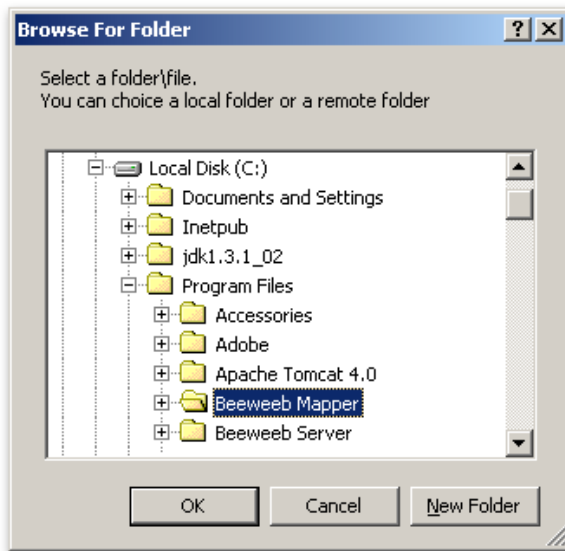 Browse For Folder
Select a folder\file.
You can choice a local folder or a remote folder
Local Disk (C:)
Documents and Settings
Inetpub
jdk1.3.1_02
Program Files
Accessories
Adobe
Apache Tomcat 4.0
Beeweeb Mapper
Beeweeb Server
OK Cancel New Folder